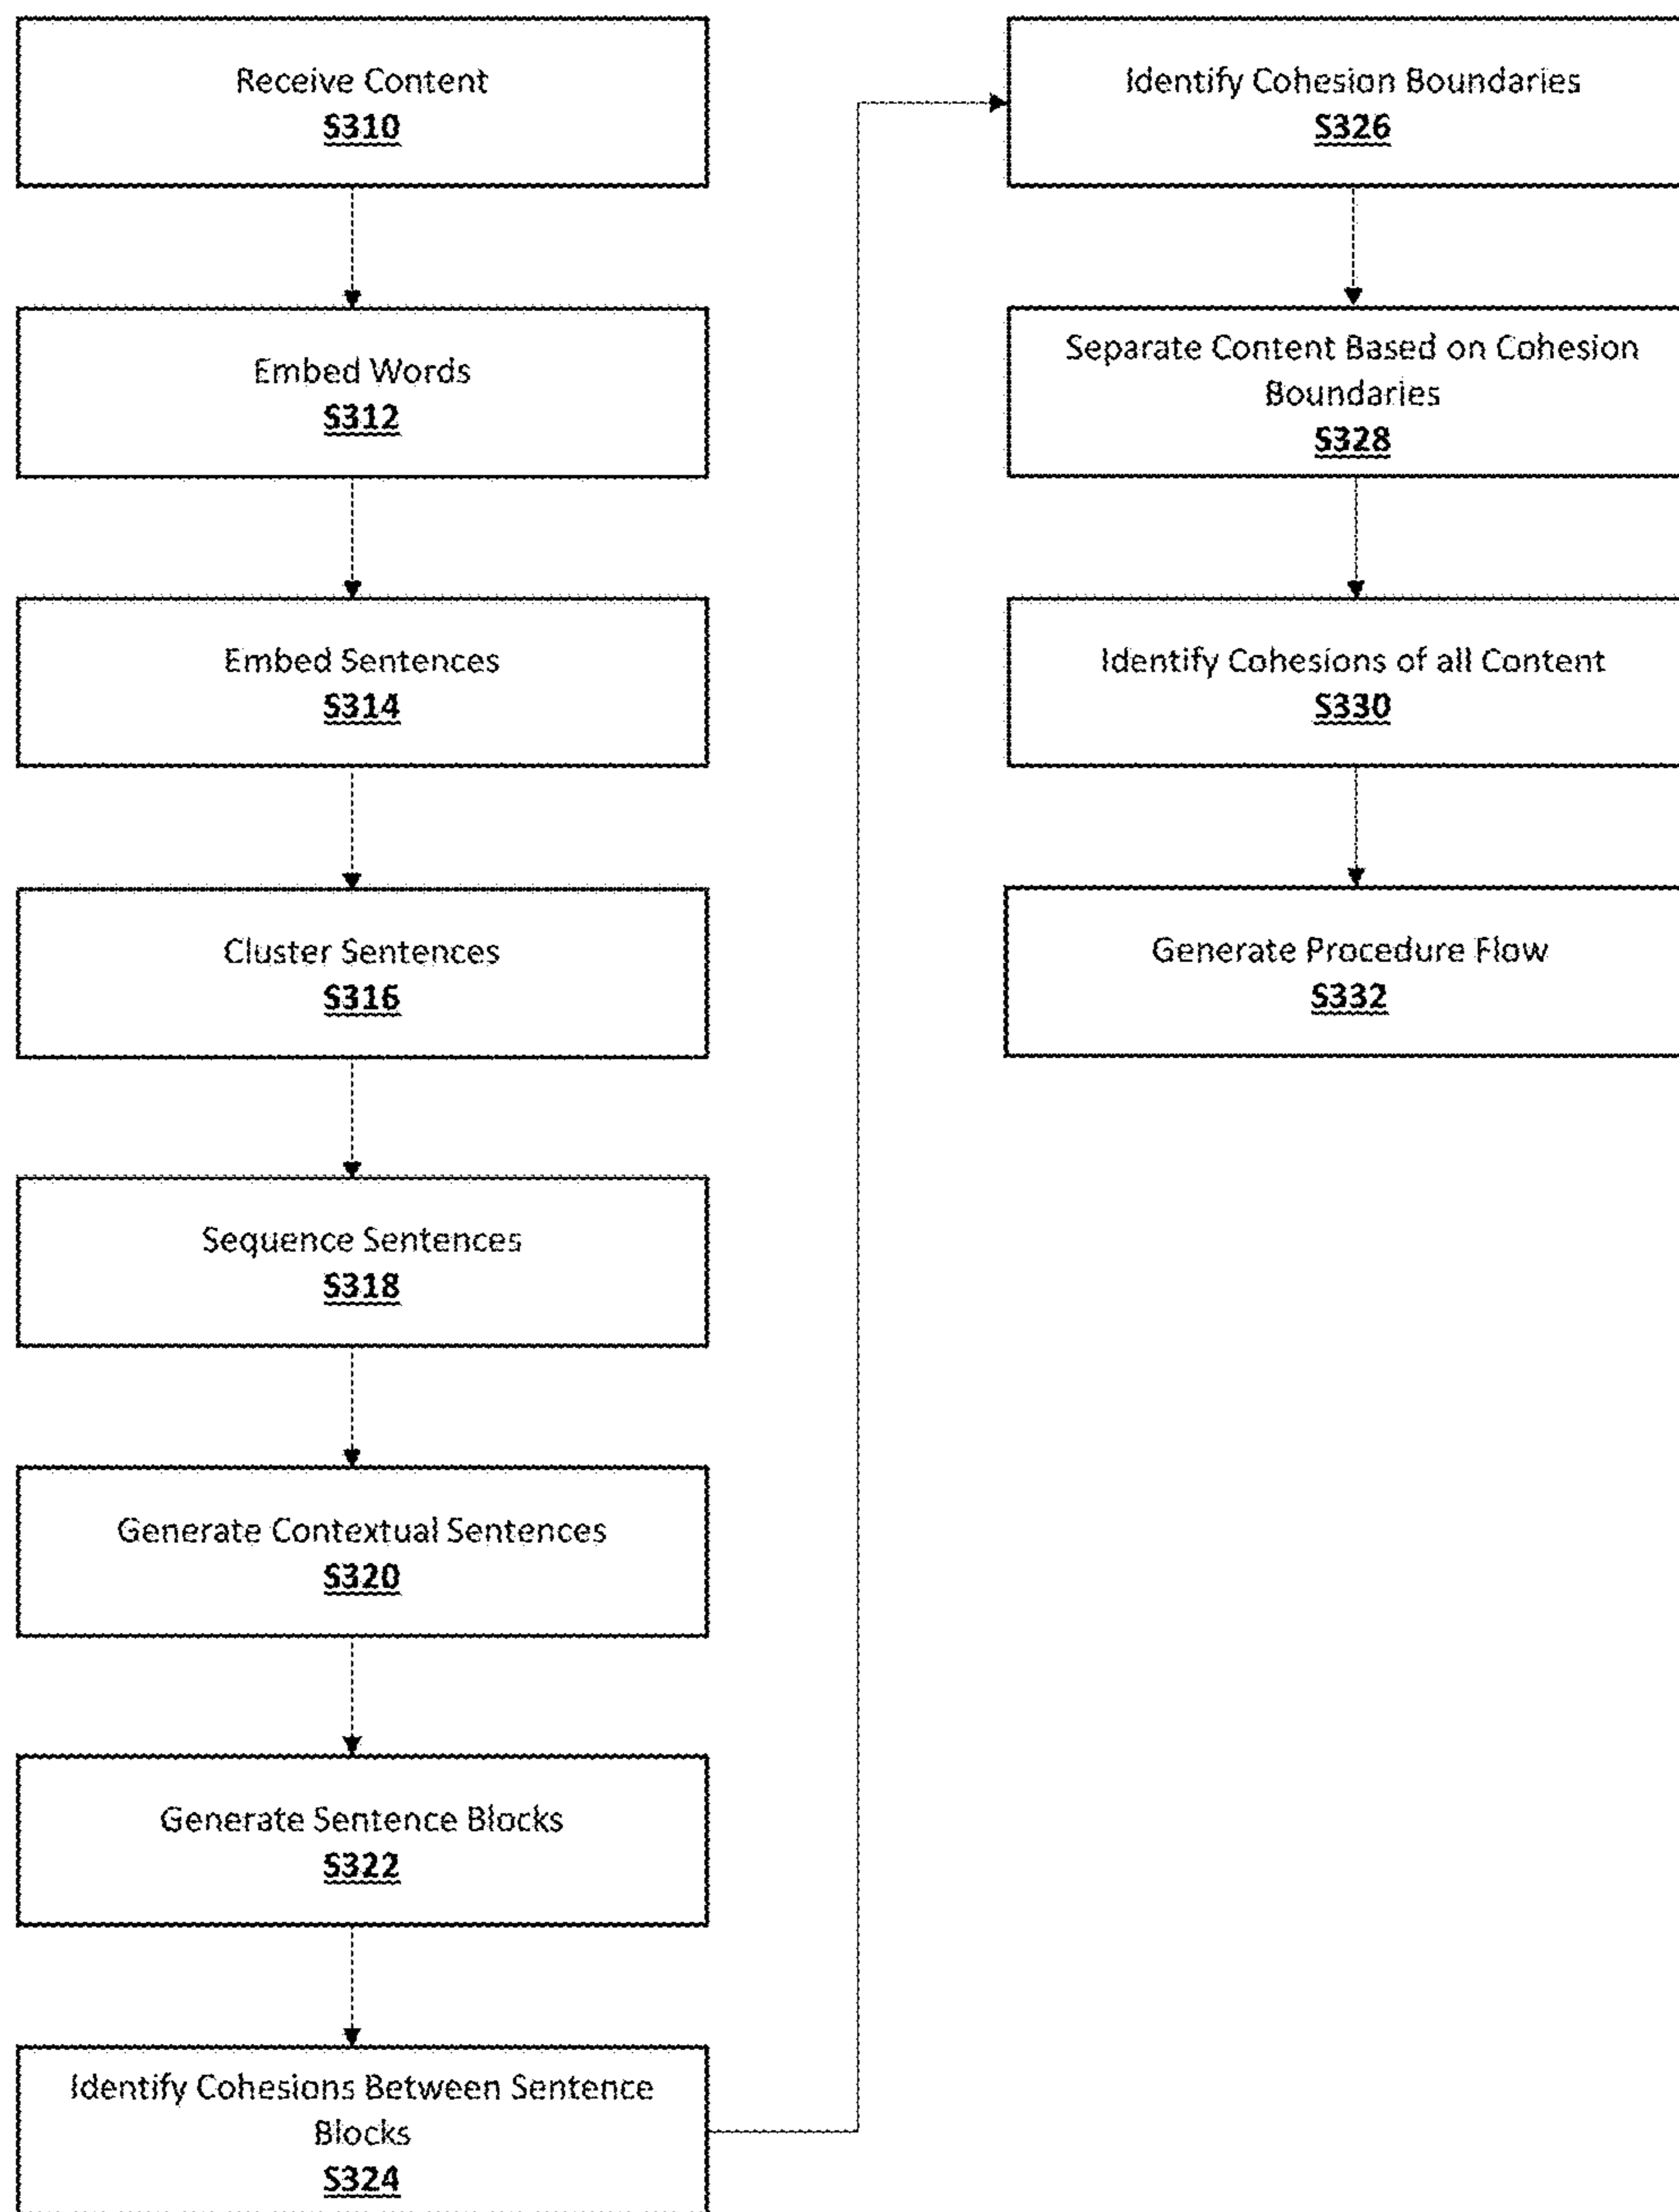 Receive Content
S310
Embed Words
S312
Embed Sentences
S314
Cluster Sentences
S316
Sequence Sentences
S318
Generate Contextual Sentences
S320
Generate Sentence Blocks
S322
Identify Cohesions Between Sentence
Blocks
S324
Identify Cohesion Boundaries
S326
Separate Content Based on Cohesion
Boundaries
S328
Identify Cohesions of all Content
S330
Generate Procedure Flow
S332